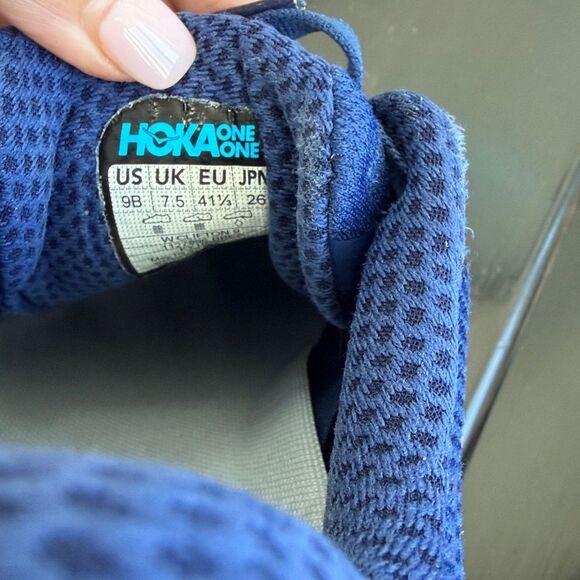 HOKA ONE ONE
US UK EU JPN
9B 7.5 41⅓ 26